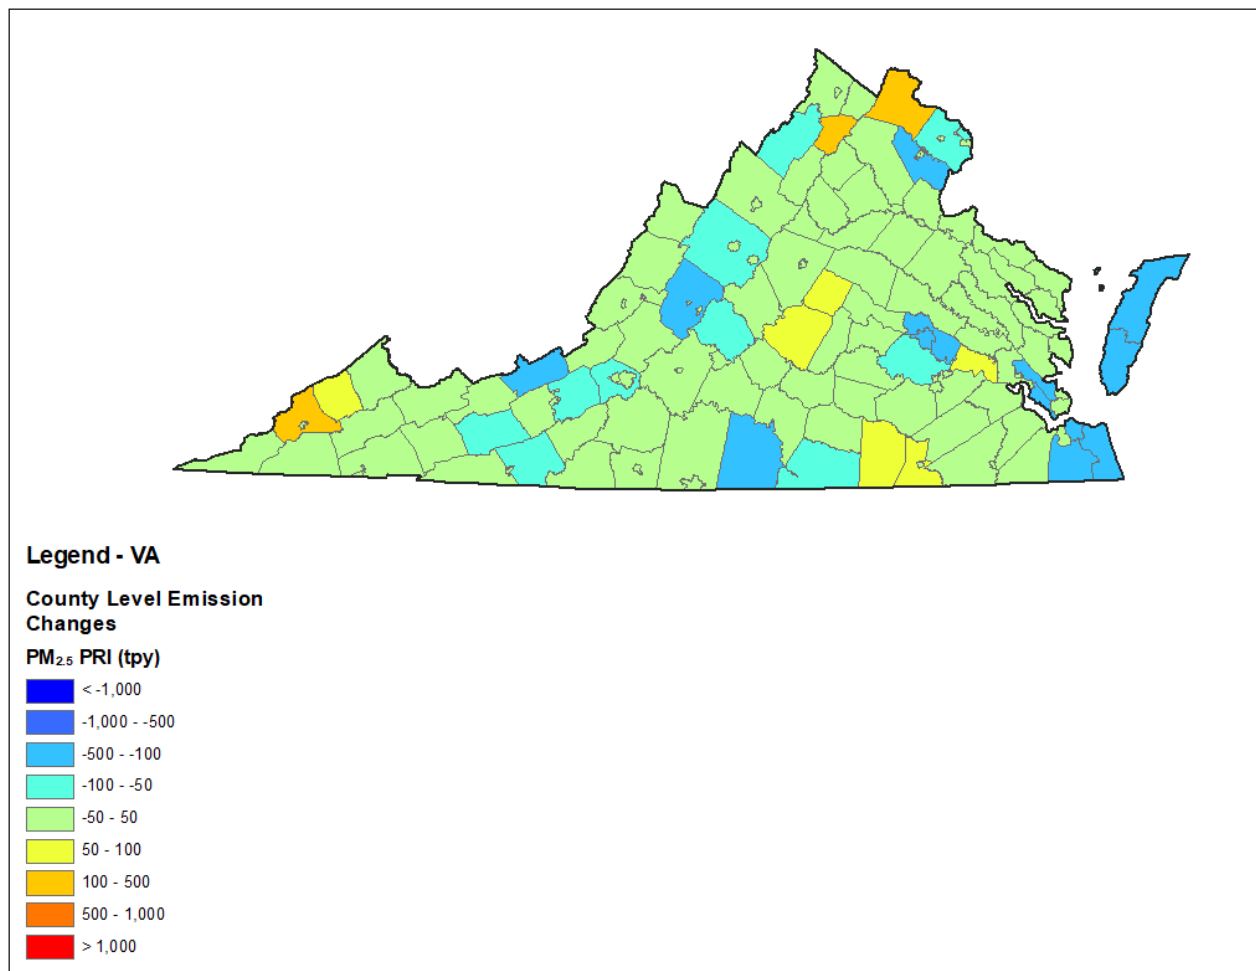 Legend - VA
County Level Emission
Changes
PM₂.₅ PRI (tpy)
< -1,000
-1,000 - -500
-500 - -100
-100 - -50
-50 - 50
50 - 100
100 - 500
500 - 1,000
> 1,000